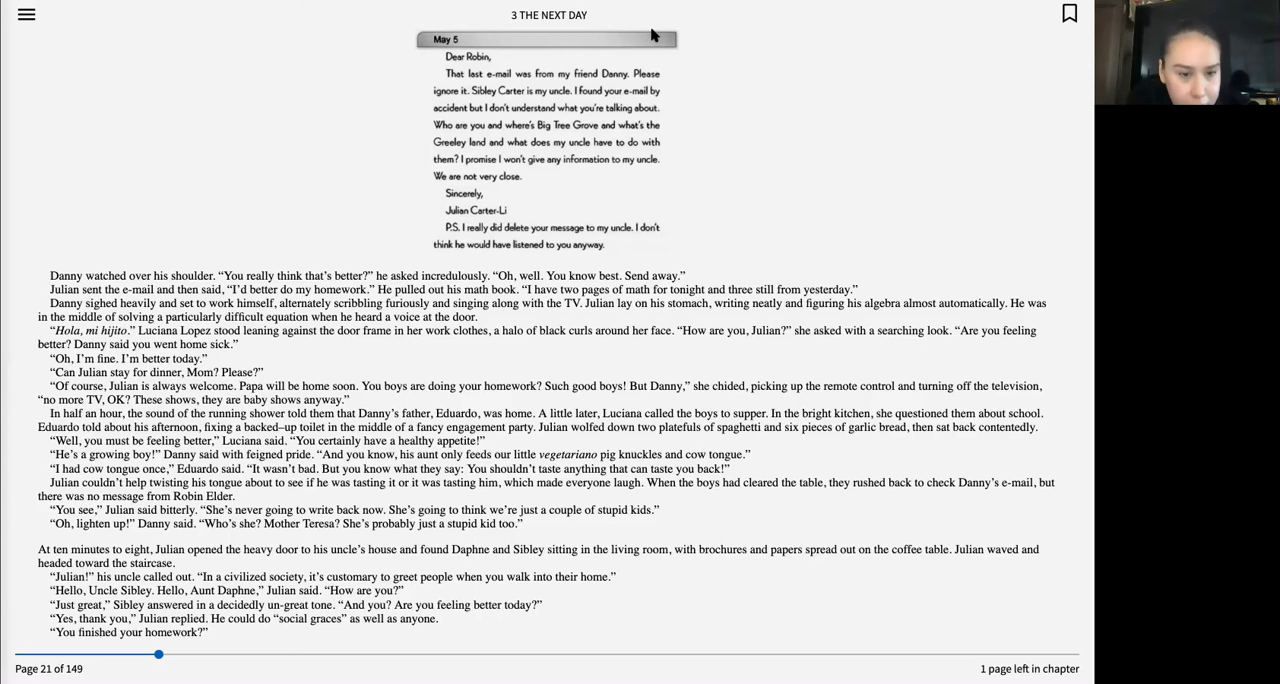 3 THE NEXT DAY
May 5
Dear Robin,
That last e-mail was from my friend Danny. Please
ignore it. Sibley Carter is my uncle. I found your e-mail by
accident but I don't understand what you're talking about.
Who are you and where's Big Tree Grove and what's the
Greeley land and what does my uncle have to do with
them? I promise I won't give any information to my uncle.
We are not very close.
Sincerely,
Julian Carter-Li
P.S. I really did delete your message to my uncle. I don't
think he would have listened to you anyway.
Danny watched over his shoulder. “You really think that’s better?” he asked incredulously. “Oh, well. You know best. Send away.”
Julian sent the e-mail and then said, “I’d better do my homework.” He pulled out his math book. “I have two pages of math for tonight and three still from yesterday.”
Danny sighed heavily and set to work himself, alternately scribbling furiously and singing along with the TV. Julian lay on his stomach, writing neatly and figuring his algebra almost automatically. He was
in the middle of solving a particularly difficult equation when he heard a voice at the door.
“Hola, mi hijito.” Luciana Lopez stood leaning against the door frame in her work clothes, a halo of black curls around her face. “How are you, Julian?” she asked with a searching look. “Are you feeling
better? Danny said you went home sick.”
“Oh, I’m fine. I’m better today.”
“Can Julian stay for dinner, Mom? Please?”
“Of course, Julian is always welcome. Papa will be home soon. You boys are doing your homework? Such good boys! But Danny,” she chided, picking up the remote control and turning off the television,
“no more TV, OK? These shows, they are baby shows anyway.”
In half an hour, the sound of the running shower told them that Danny’s father, Eduardo, was home. A little later, Luciana called the boys to supper. In the bright kitchen, she questioned them about school.
Eduardo told about his afternoon, fixing a backed–up toilet in the middle of a fancy engagement party. Julian wolfed down two platefuls of spaghetti and six pieces of garlic bread, then sat back contentedly.
“Well, you must be feeling better,” Luciana said. “You certainly have a healthy appetite!”
“He’s a growing boy!” Danny said with feigned pride. “And you know, his aunt only feeds our little vegetariano pig knuckles and cow tongue.”
“I had cow tongue once,” Eduardo said. “It wasn’t bad. But you know what they say: You shouldn’t taste anything that can taste you back!”
Julian couldn’t help twisting his tongue about to see if he was tasting it or it was tasting him, which made everyone laugh. When the boys had cleared the table, they rushed back to check Danny’s e-mail, but
there was no message from Robin Elder.
“You see,” Julian said bitterly. “She’s never going to write back now. She’s going to think we’re just a couple of stupid kids.”
“Oh, lighten up!” Danny said. “Who’s she? Mother Teresa? She’s probably just a stupid kid too.”
At ten minutes to eight, Julian opened the heavy door to his uncle’s house and found Daphne and Sibley sitting in the living room, with brochures and papers spread out on the coffee table. Julian waved and
headed toward the staircase.
“Julian!” his uncle called out. “In a civilized society, it’s customary to greet people when you walk into their home.”
“Hello, Uncle Sibley. Hello, Aunt Daphne,” Julian said. “How are you?”
“Just great,” Sibley answered in a decidedly un-great tone. “And you? Are you feeling better today?”
“Yes, thank you,” Julian replied. He could do “social graces” as well as anyone.
“You finished your homework?”
Page 21 of 149
1 page left in chapter